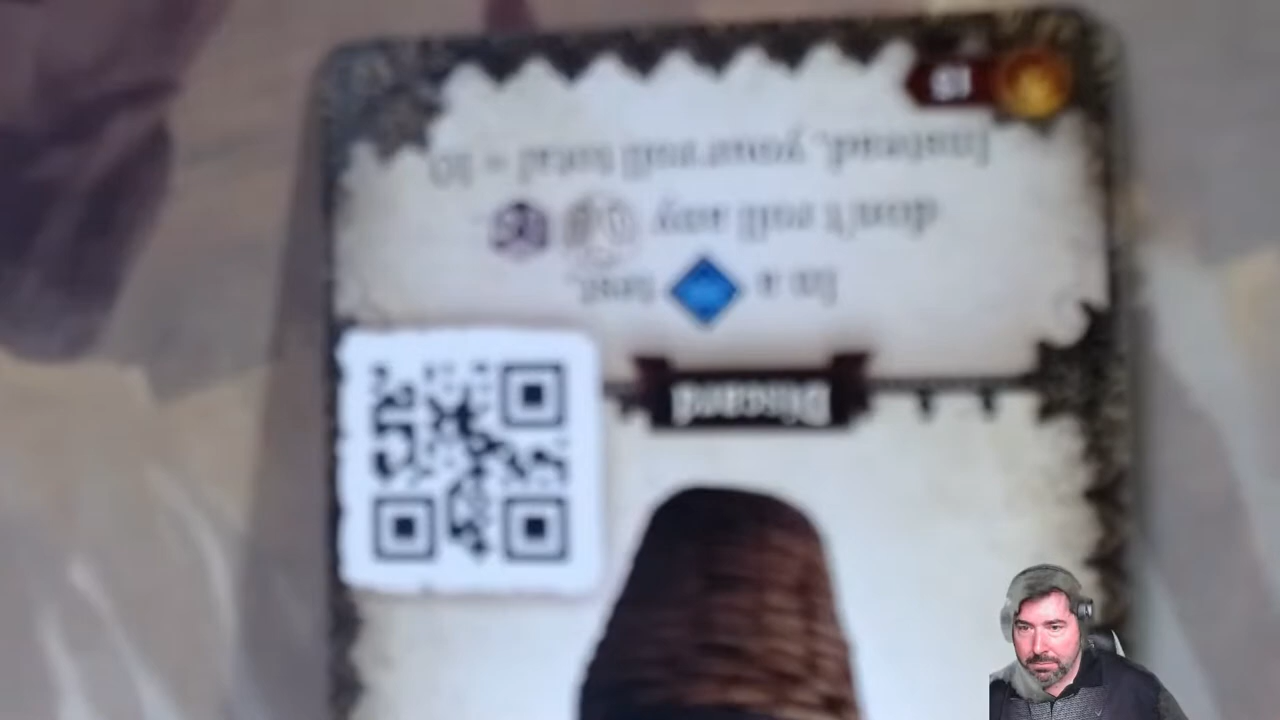 Discard
In a test,
don't roll any
Instead, your roll total = 10